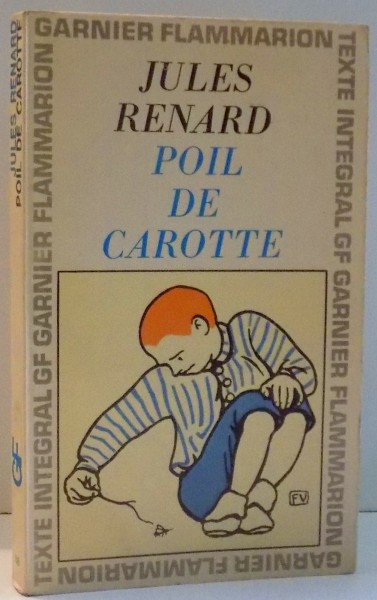 GARNIER FLAMMARION
TEXTE INTEGRAL GF GARNIER FLAMMARION
JULES
RENARD
POIL
DE
CAROTTE
FV
TEXTE INTEGRAL GF GARNIER FLAMMARION
GARNIER FLAMMARION
JULES RENARD
POIL DE CAROTTE
GF